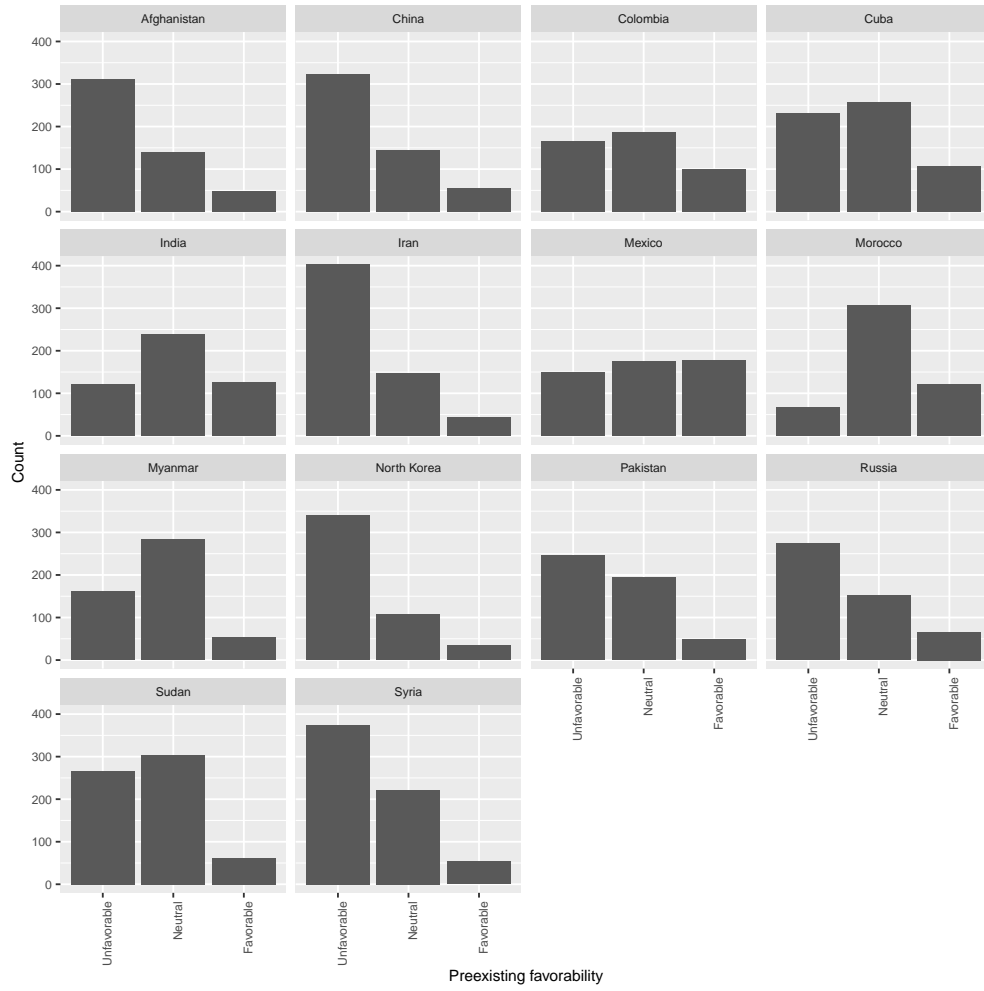 Afghanistan China Colombia Cuba
400
300
200
100
0
India Iran Mexico Morocco
400
300
200
100
0
Count
Myanmar North Korea Pakistan Russia
400
300
200
100
0
Unfavorable Neutral Favorable Unfavorable Neutral Favorable
Sudan Syria
400
300
200
100
0
Unfavorable Neutral Favorable Unfavorable Neutral Favorable
Preexisting favorability